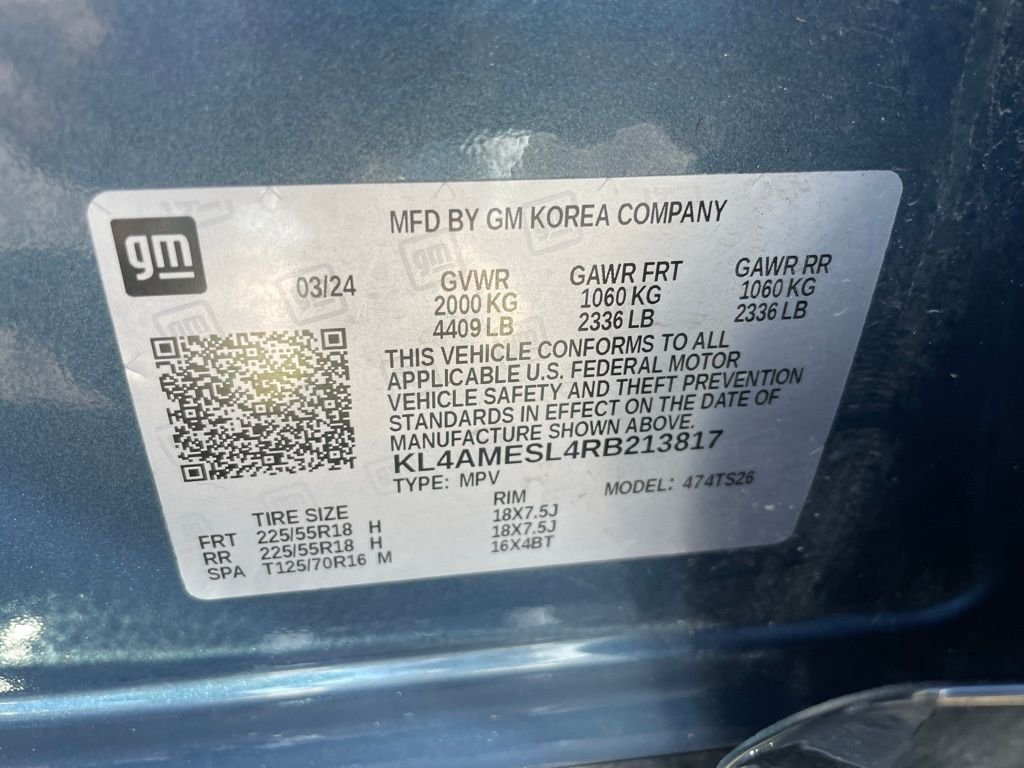 gm
MFD BY GM KOREA COMPANY
03/24
GVWR GAWR FRT GAWR RR
2000 KG 1060 KG 1060 KG
4409 LB 2336 LB 2336 LB
THIS VEHICLE CONFORMS TO ALL
APPLICABLE U.S. FEDERAL MOTOR
VEHICLE SAFETY AND THEFT PREVENTION
STANDARDS IN EFFECT ON THE DATE OF
MANUFACTURE SHOWN ABOVE.
KL4AMESL4RB213817
TYPE: MPV MODEL: 474TS26
TIRE SIZE RIM
FRT 225/55R18 H 18X7.5J
RR 225/55R18 H 18X7.5J
SPA T125/70R16 M 16X4BT